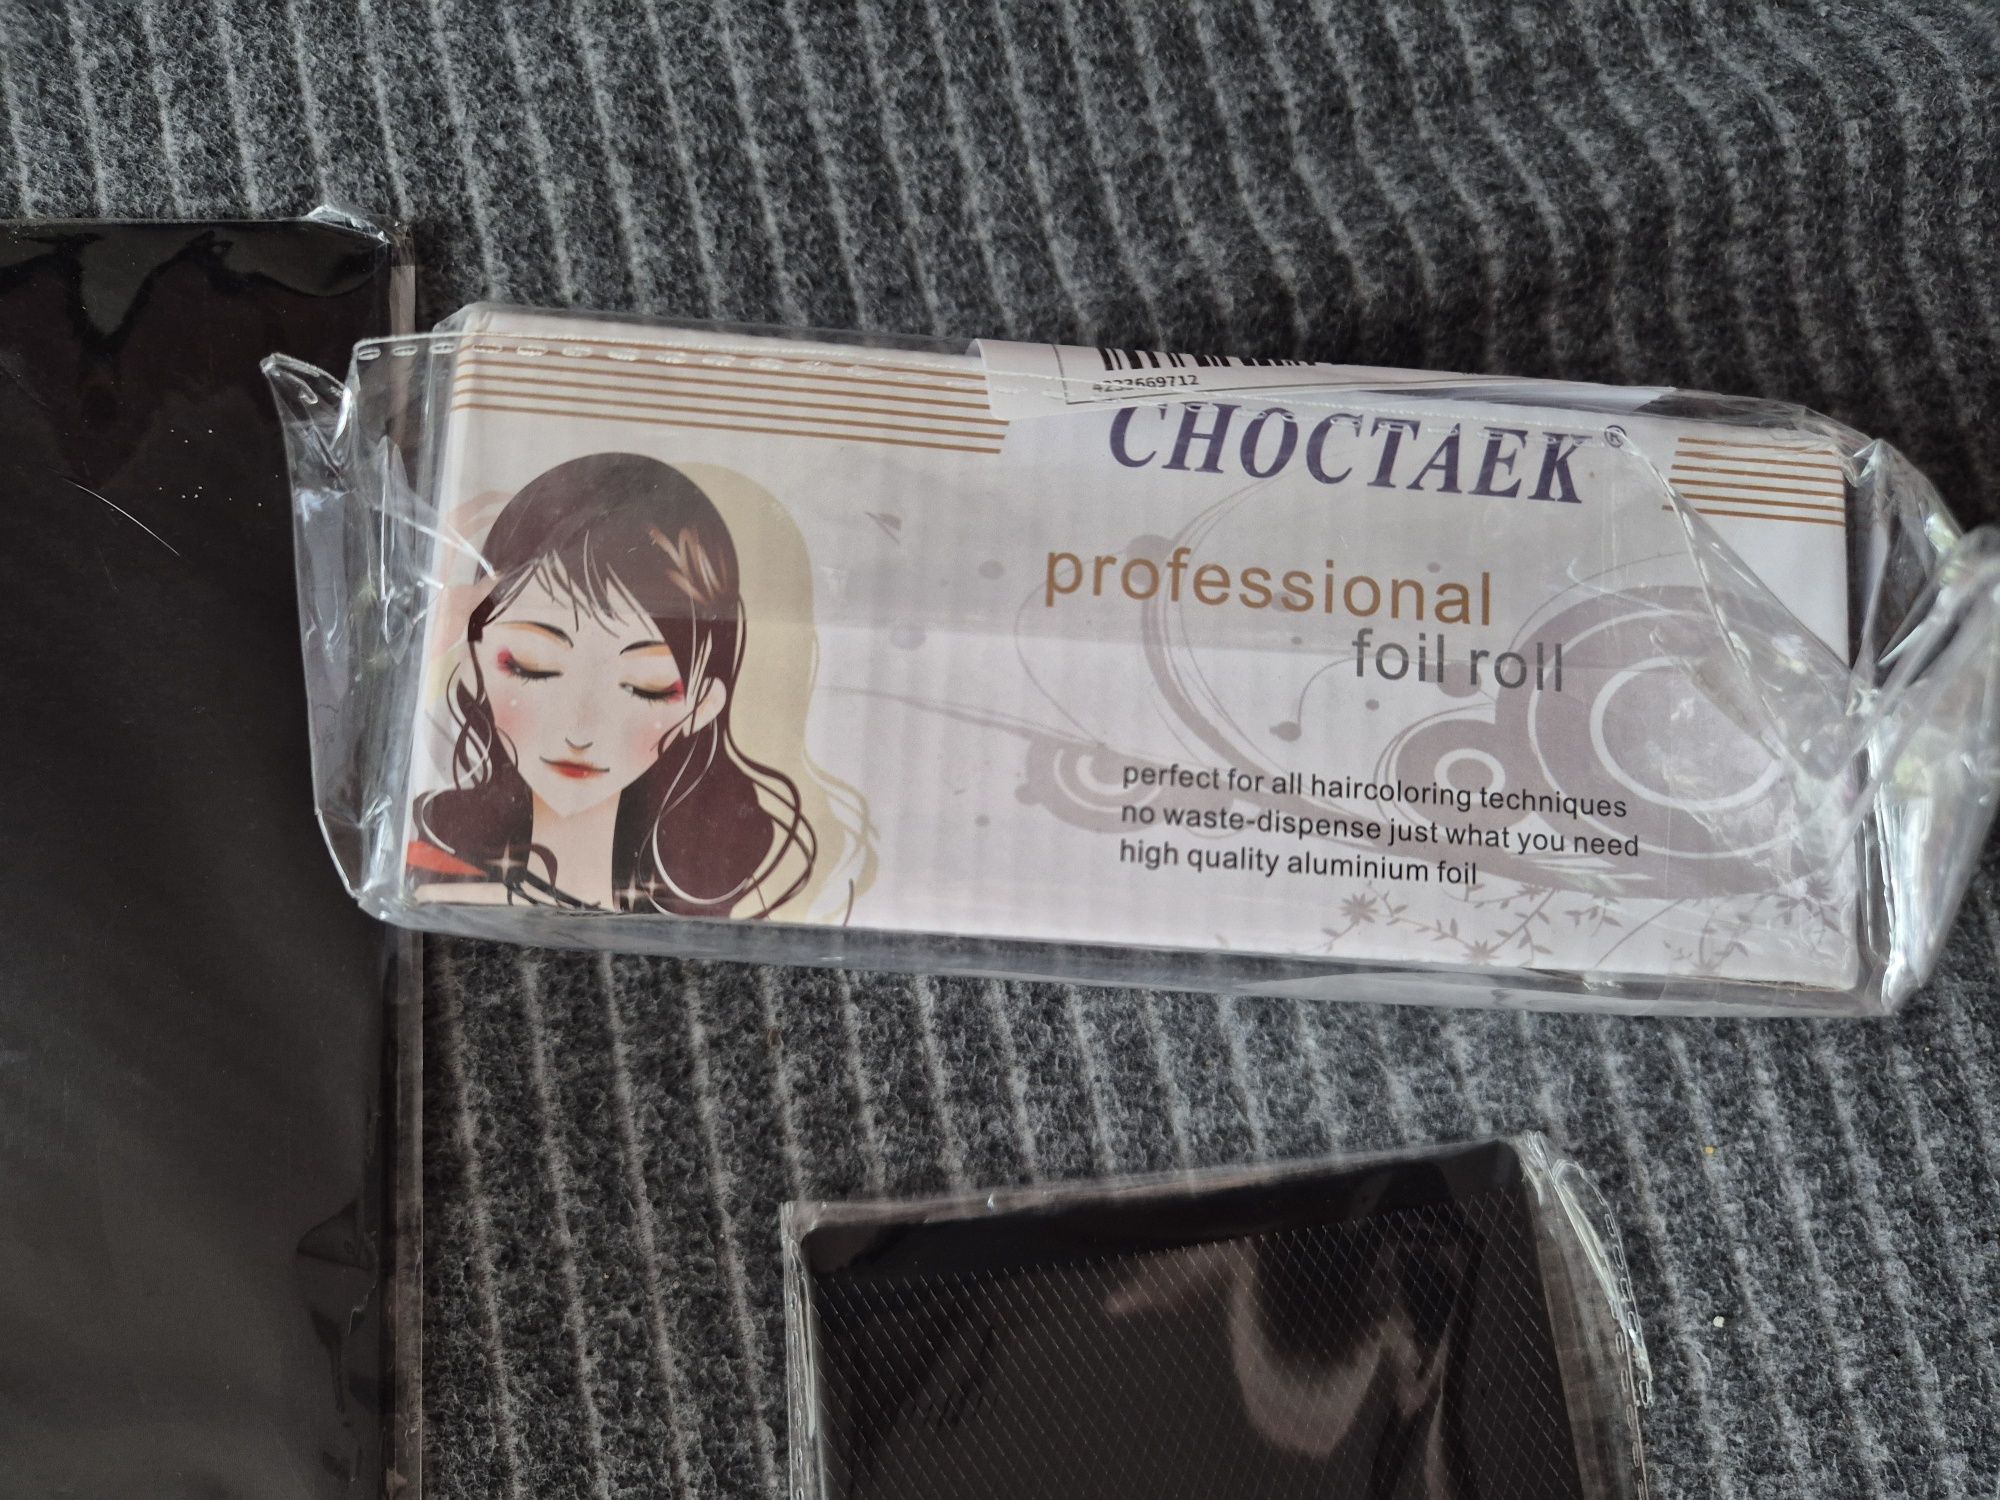 4233669712
CHOCTAEK®
professional
foil roll
perfect for all haircoloring techniques
no waste-dispense just what you need
high quality aluminium foil